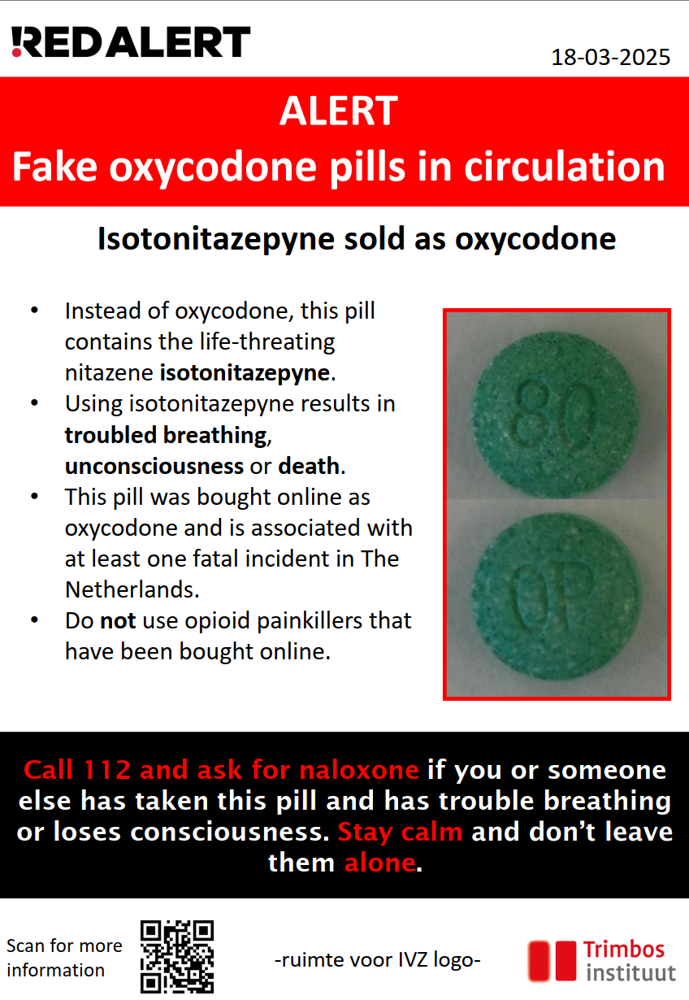 !RED ALERT
18-03-2025
ALERT
Fake oxycodone pills in circulation
Isotonitazepyne sold as oxycodone
• Instead of oxycodone, this pill
contains the life-threating
nitazene isotonitazepyne.
• Using isotonitazepyne results in
troubled breathing,
unconsciousness or death.
• This pill was bought online as
oxycodone and is associated with
at least one fatal incident in The
Netherlands.
• Do not use opioid painkillers that
have been bought online.
80
OP
Call 112 and ask for naloxone if you or someone
else has taken this pill and has trouble breathing
or loses consciousness. Stay calm and don’t leave
them alone.
Scan for more
information
-ruimte voor IVZ logo-
Trimbos
instituut